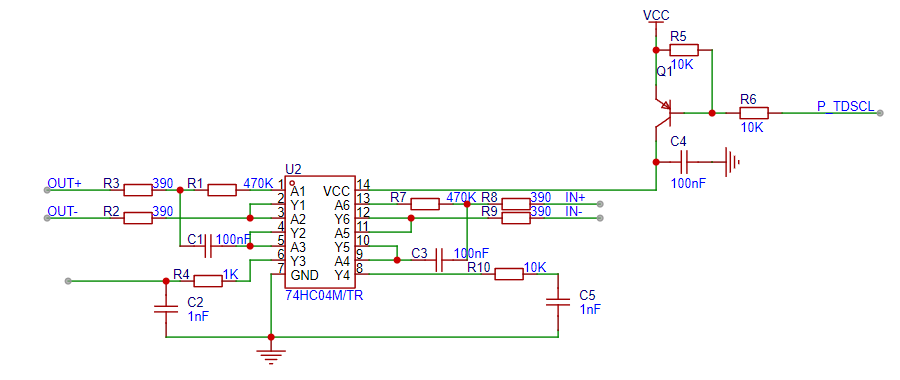 VCC
R5
10K
Q1
R6
10K
P_TDSCL
C4
100nF
U2
OUT+
R3
390
R1
470K
1
A1
VCC
14
2
Y1
A6
13
R7
470K
R8
390
IN+
OUT-
R2
390
3
A2
Y6
12
R9
390
IN-
4
Y2
A5
11
C1
100nF
5
A3
Y5
10
6
Y3
A4
9
C3
100nF
R4
1K
7
GND
Y4
8
R10
10K
74HC04M/TR
C2
1nF
C5
1nF